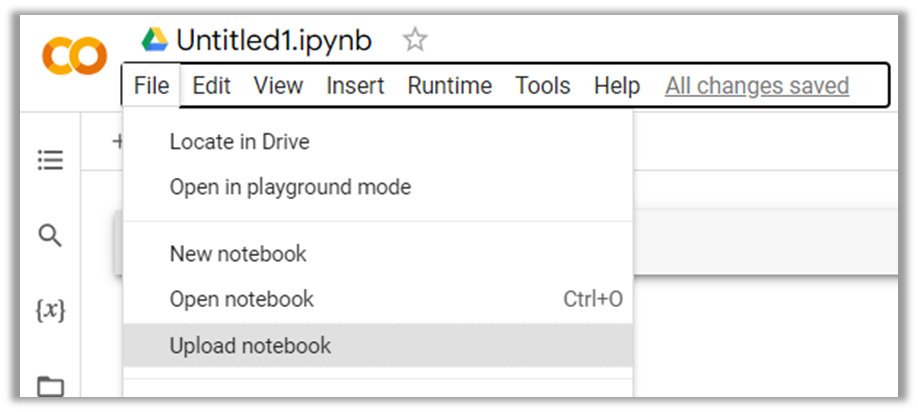 Untitled1.ipynb
File Edit View Insert Runtime Tools Help All changes saved
Locate in Drive
Open in playground mode
New notebook
Open notebook Ctrl+O
{x}
Upload notebook